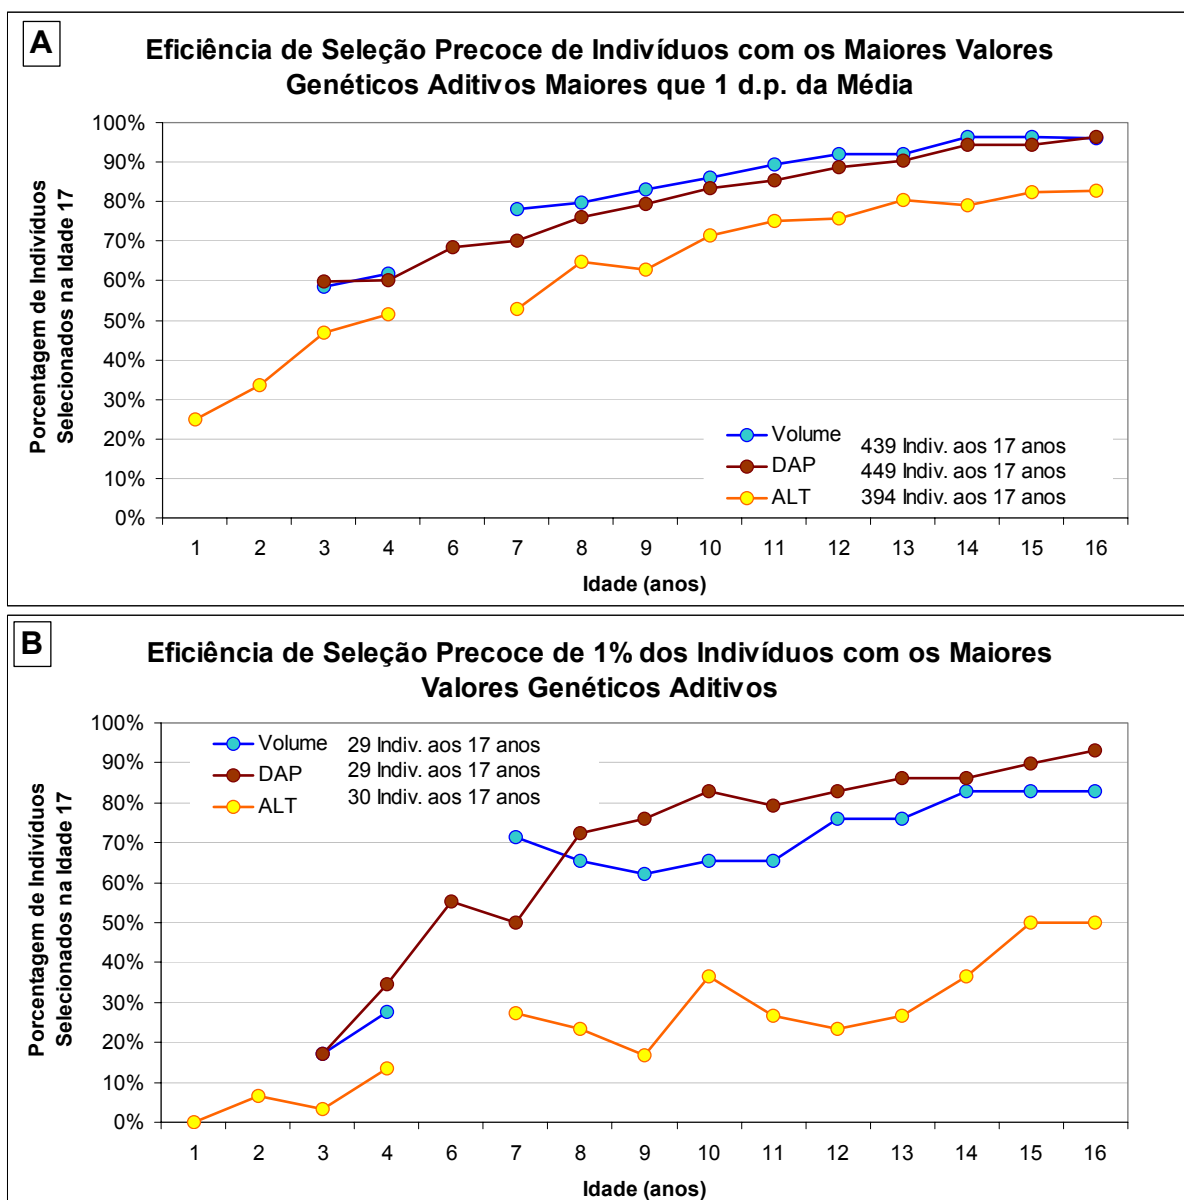 A
Eficiência de Seleção Precoce de Indivíduos com os Maiores Valores
Genéticos Aditivos Maiores que 1 d.p. da Média
Porcentagem de Indivíduos
Selecionados na Idade 17
100%
90%
80%
70%
60%
50%
40%
30%
20%
10%
0%
Volume 439 Indiv. aos 17 anos
DAP 449 Indiv. aos 17 anos
ALT 394 Indiv. aos 17 anos
1 2 3 4 6 7 8 9 10 11 12 13 14 15 16
Idade (anos)
B
Eficiência de Seleção Precoce de 1% dos Indivíduos com os Maiores
Valores Genéticos Aditivos
Porcentagem de Indivíduos
Selecionados na Idade 17
100%
90%
80%
70%
60%
50%
40%
30%
20%
10%
0%
Volume 29 Indiv. aos 17 anos
DAP 29 Indiv. aos 17 anos
ALT 30 Indiv. aos 17 anos
1 2 3 4 6 7 8 9 10 11 12 13 14 15 16
Idade (anos)